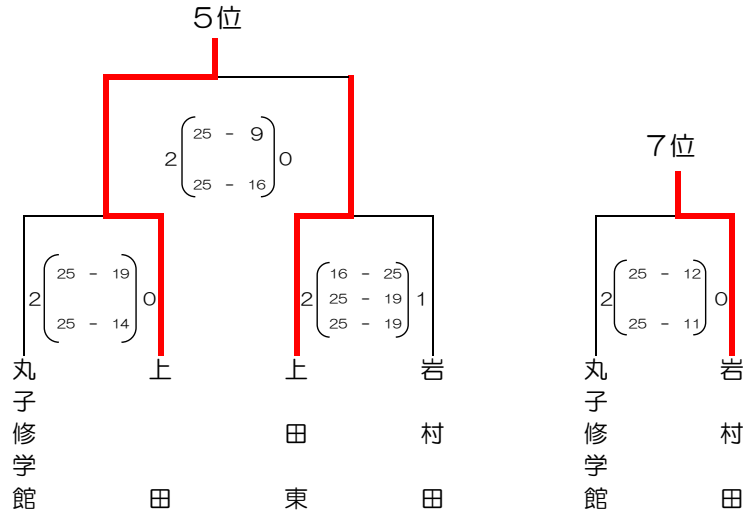 5位
2 25 - 9 0
25 - 16
7位
2 25 - 19 0
25 - 14
2 16 - 25 1
25 - 19
25 - 19
2 25 - 12 0
25 - 11
丸子修学館
上田
上田東
岩村田
丸子修学館
岩村田